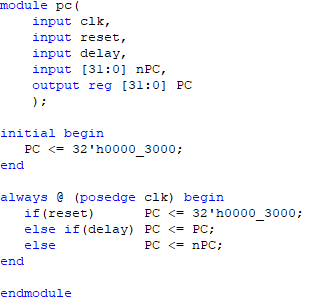 module pc(
    input clk,
    input reset,
    input delay,
    input [31:0] nPC,
    output reg [31:0] PC
    );

initial begin
   PC <= 32'h0000_3000;
end

always @ (posedge clk) begin
   if(reset)      PC <= 32'h0000_3000;
   else if(delay) PC <= PC;
   else           PC <= nPC;
end

endmodule